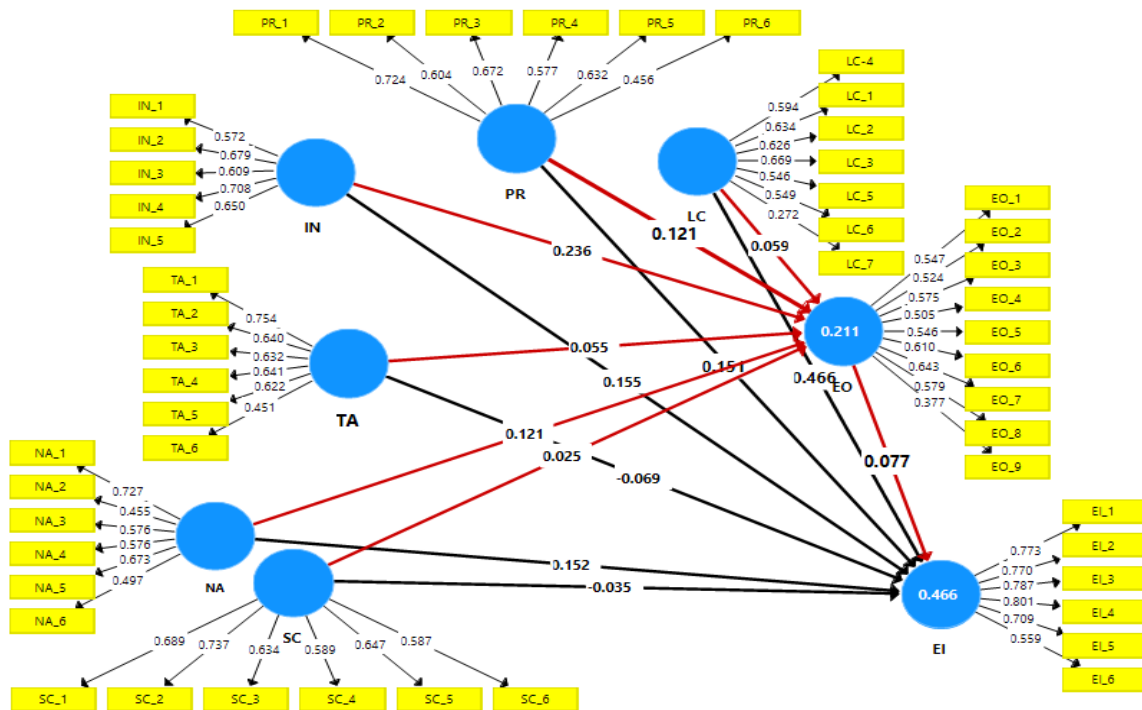 PR_1 PR_2 PR_3 PR_4 PR_5 PR_6
0.724 0.604 0.672 0.577 0.632 0.456
PR
IN_1
IN_2
IN_3
IN_4
IN_5
0.572
0.679
0.609
0.708
0.650
IN
LC-4
LC_1
LC_2
LC_3
LC_5
LC_6
LC_7
0.594
0.634
0.626
0.669
0.546
0.549
0.272
LC
TA_1
TA_2
TA_3
TA_4
TA_5
TA_6
0.754
0.640
0.632
0.641
0.622
0.451
TA
0.121
0.236
0.059
0.055
0.151
0.155
0.466
0.121
0.025
-0.069
0.077
0.152
-0.035
EO_1
EO_2
EO_3
EO_4
EO_5
EO_6
EO_7
EO_8
EO_9
0.547
0.524
0.575
0.505
0.546
0.610
0.643
0.579
0.377
0.211
EO
NA_1
NA_2
NA_3
NA_4
NA_5
NA_6
0.727
0.455
0.576
0.576
0.673
0.497
NA
SC
0.689 0.737 0.634 0.589 0.647 0.587
SC_1 SC_2 SC_3 SC_4 SC_5 SC_6
EI_1
EI_2
EI_3
EI_4
EI_5
EI_6
0.773
0.770
0.787
0.801
0.709
0.559
0.466
EI